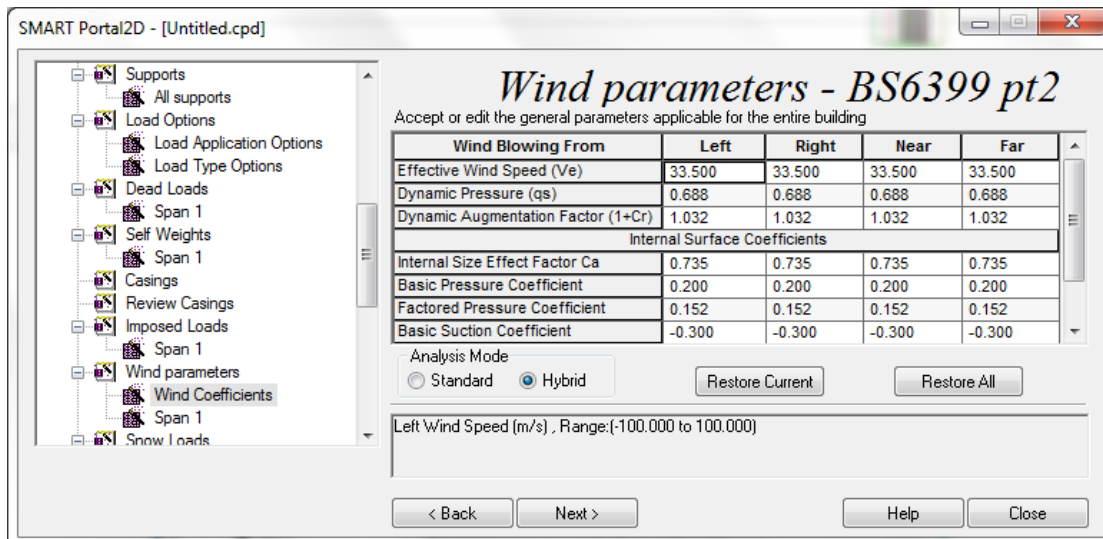 SMART Portal2D - [Untitled.cpd]
Supports
All supports
Load Options
Load Application Options
Load Type Options
Dead Loads
Span 1
Self Weights
Span 1
Casings
Review Casings
Imposed Loads
Span 1
Wind parameters
Wind Coefficients
Span 1
Snow Loads
Wind parameters - BS6399 pt2
Accept or edit the general parameters applicable for the entire building
Wind Blowing From Left Right Near Far
Effective Wind Speed (Ve) 33.500 33.500 33.500 33.500
Dynamic Pressure (qs) 0.688 0.688 0.688 0.688
Dynamic Augmentation Factor (1+Cr) 1.032 1.032 1.032 1.032
Internal Surface Coefficients
Internal Size Effect Factor Ca 0.735 0.735 0.735 0.735
Basic Pressure Coefficient 0.200 0.200 0.200 0.200
Factored Pressure Coefficient 0.152 0.152 0.152 0.152
Basic Suction Coefficient -0.300 -0.300 -0.300 -0.300
Analysis Mode
Standard Hybrid Restore Current Restore All
Left Wind Speed (m/s) , Range:(-100.000 to 100.000)
< Back Next > Help Close